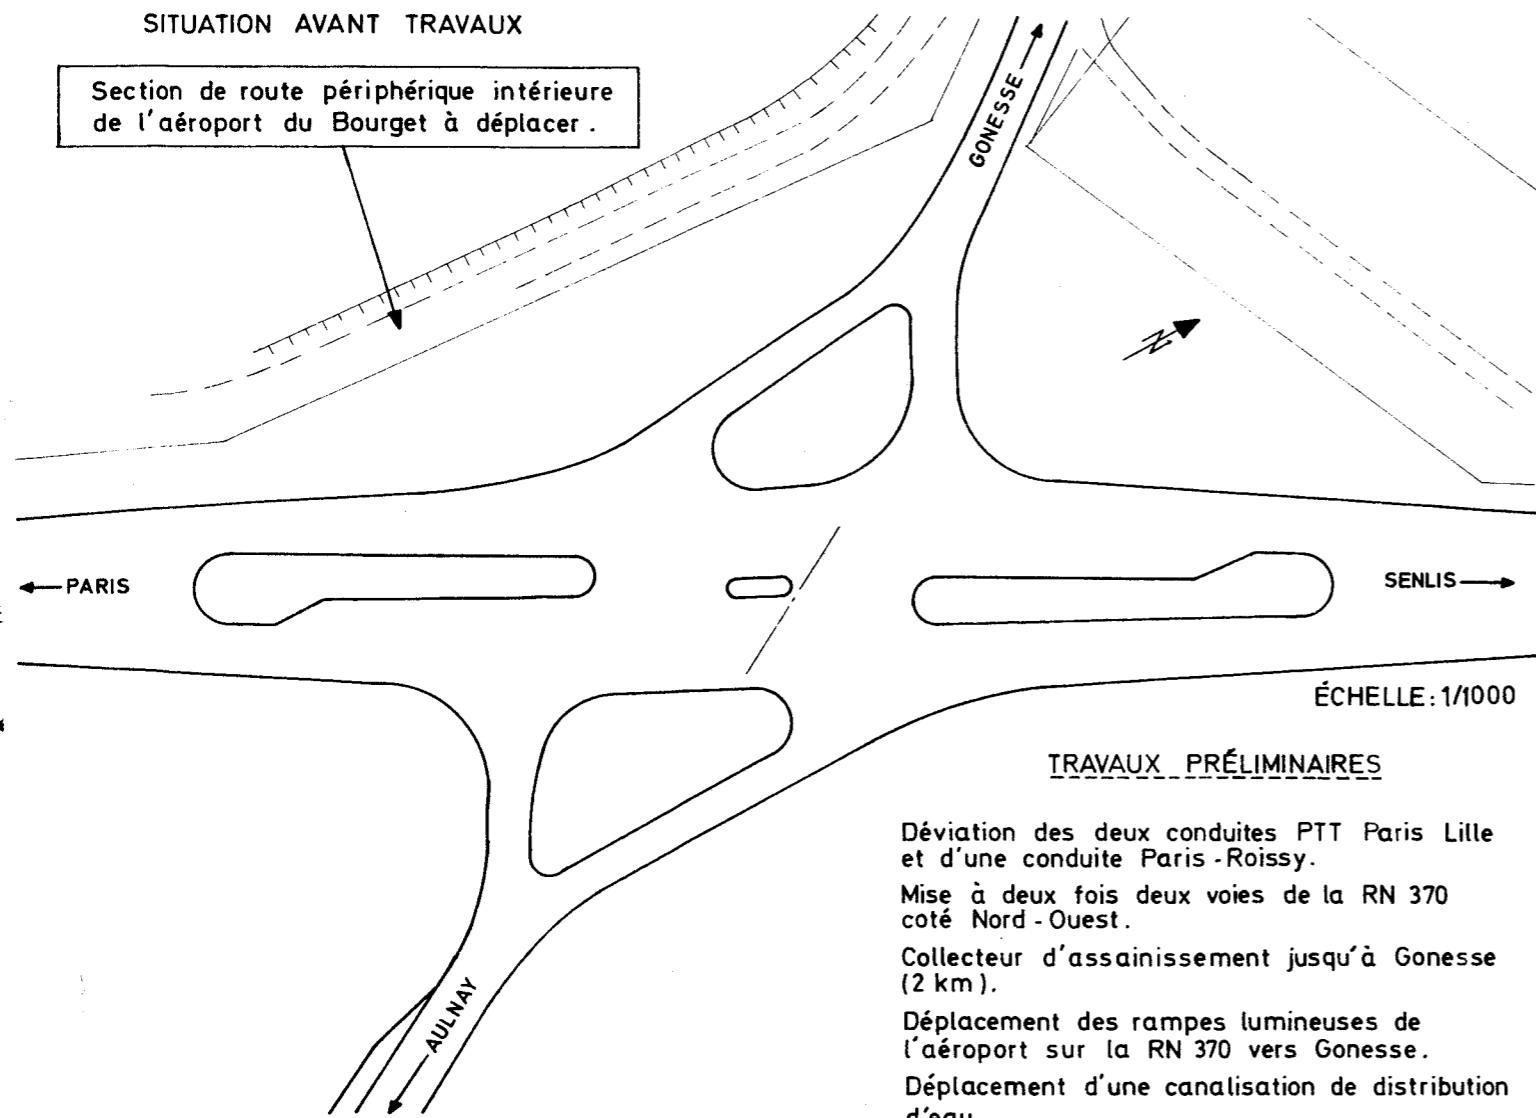 SITUATION AVANT TRAVAUX
Section de route périphérique intérieure
de l'aéroport du Bourget à déplacer.
GONESSE
N
PARIS
SENLIS
ÉCHELLE: 1/1000
AULNAY
TRAVAUX PRÉLIMINAIRES
Déviation des deux conduites PTT Paris Lille
et d'une conduite Paris-Roissy.
Mise à deux fois deux voies de la RN 370
coté Nord-Ouest.
Collecteur d'assainissement jusqu'à Gonesse
(2 km).
Déplacement des rampes lumineuses de
l'aéroport sur la RN 370 vers Gonesse.
Déplacement d'une canalisation de distribution
d'eau